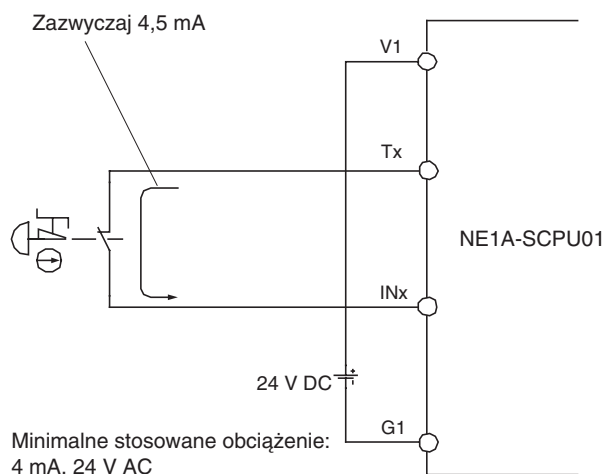 Zazwyczaj 4,5 mA
V1
Tx
NE1A-SCPU01
INx
24 V DC
G1
Minimalne stosowane obciążenie:
4 mA, 24 V AC